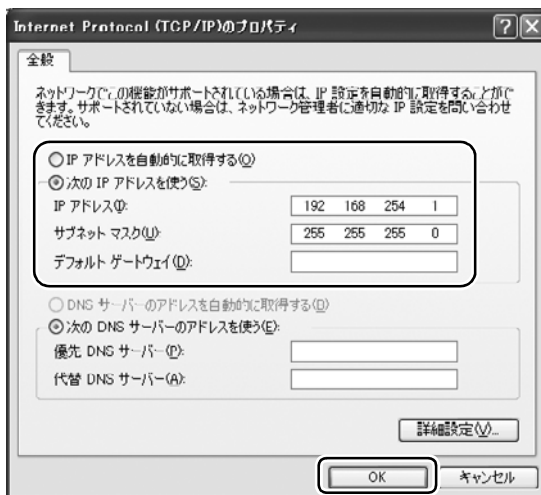 Internet Protocol (TCP/IP)のプロパティ
全般
ネットワークでこの機能がサポートされている場合は、IP 設定を自動的に取得することがで
きます。サポートされていない場合は、ネットワーク管理者に適切な IP 設定を問い合わせ
てください。
IP アドレスを自動的に取得する(O)
次の IP アドレスを使う(S):
IP アドレス(I): 192 168 254 1
サブネット マスク(U): 255 255 255 0
デフォルト ゲートウェイ(D):
DNS サーバーのアドレスを自動的に取得する(B)
次の DNS サーバーのアドレスを使う(E):
優先 DNS サーバー(P):
代替 DNS サーバー(A):
詳細設定(V)...
OK キャンセル